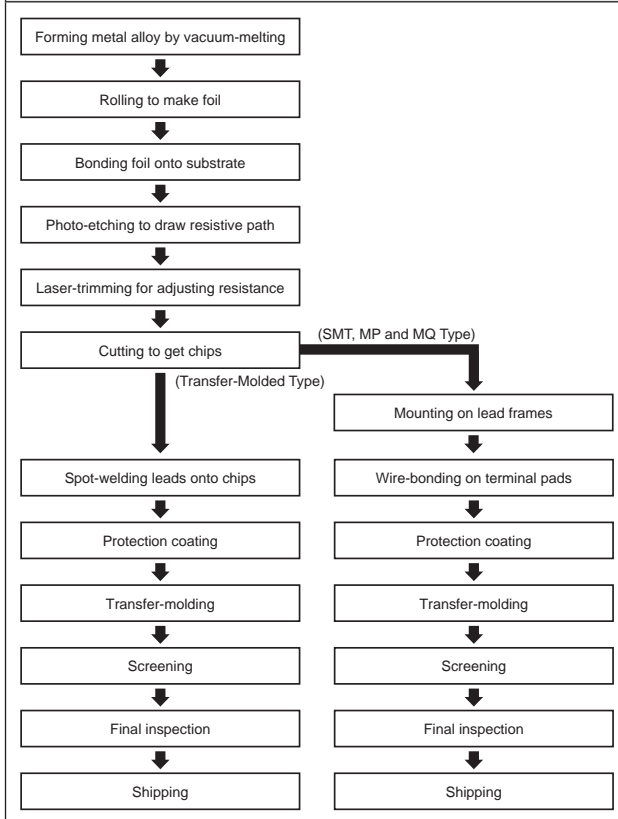 Forming metal alloy by vacuum-melting
Rolling to make foil
Bonding foil onto substrate
Photo-etching to draw resistive path
Laser-trimming for adjusting resistance
Cutting to get chips
(SMT, MP and MQ Type)
(Transfer-Molded Type)
Spot-welding leads onto chips
Protection coating
Transfer-molding
Screening
Final inspection
Shipping
Mounting on lead frames
Wire-bonding on terminal pads
Protection coating
Transfer-molding
Screening
Final inspection
Shipping